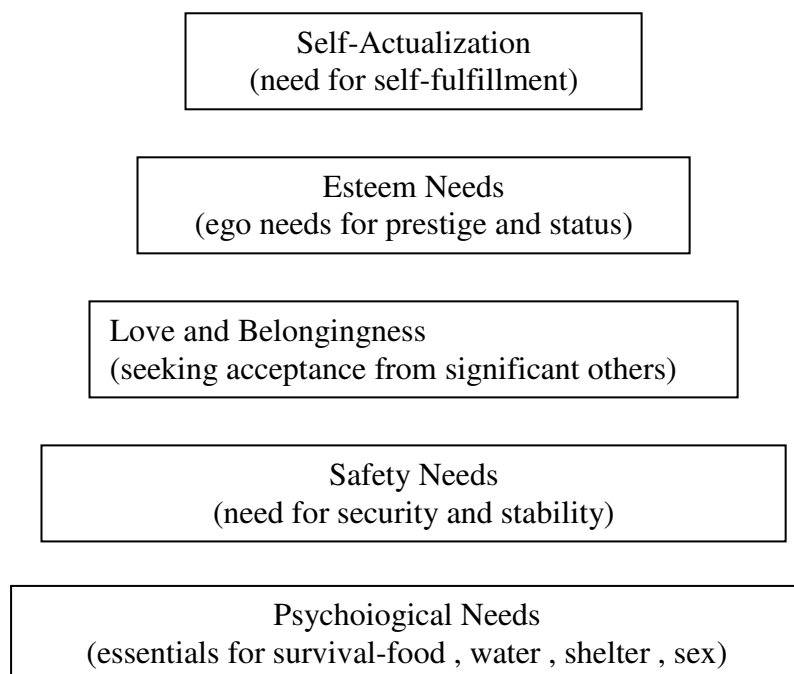 Self-Actualization
(need for self-fulfillment)
Esteem Needs
(ego needs for prestige and status)
Love and Belongingness
(seeking acceptance from significant others)
Safety Needs
(need for security and stability)
Psychoiogical Needs
(essentials for survival-food , water , shelter , sex)